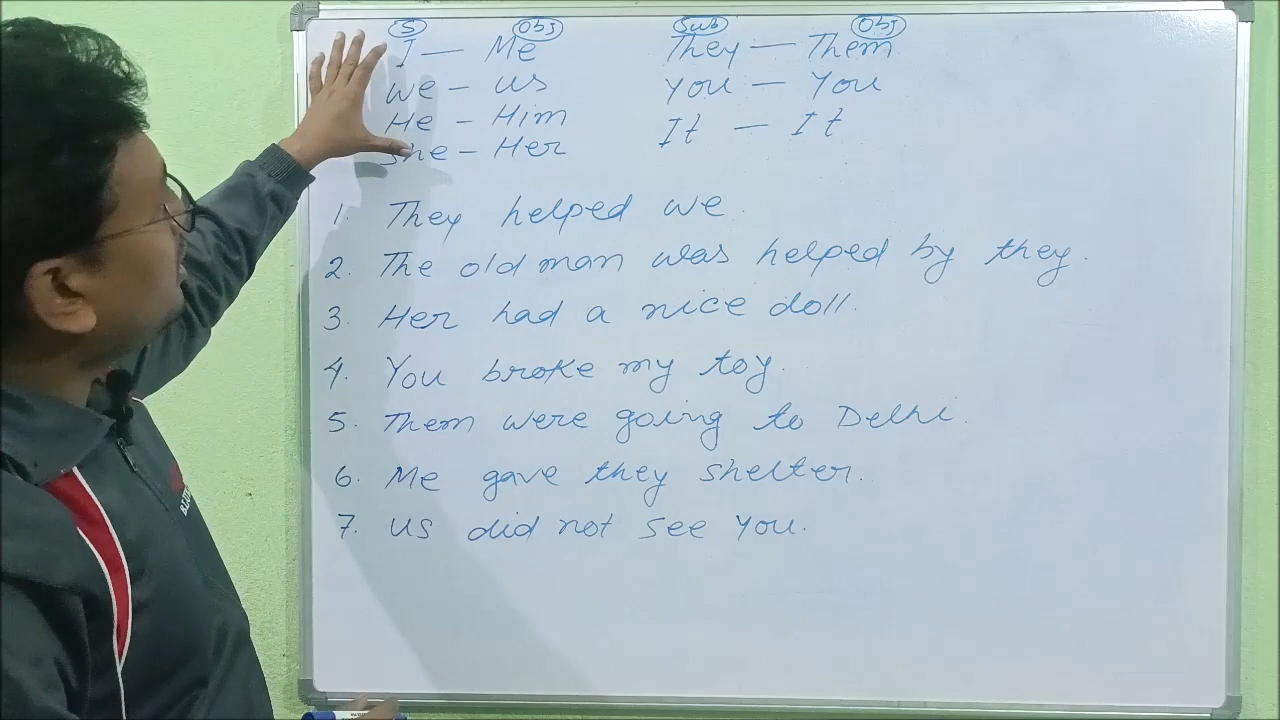 S Obj Sub Obj
I — Me They — Them
We — US You — You
He — Him It — It
She — Her
1. They helped we.
2. The old man was helped by they.
3. Her had a nice doll.
4. You broke my toy.
5. Them were going to Delhi.
6. Me gave they shelter.
7. US did not see you.